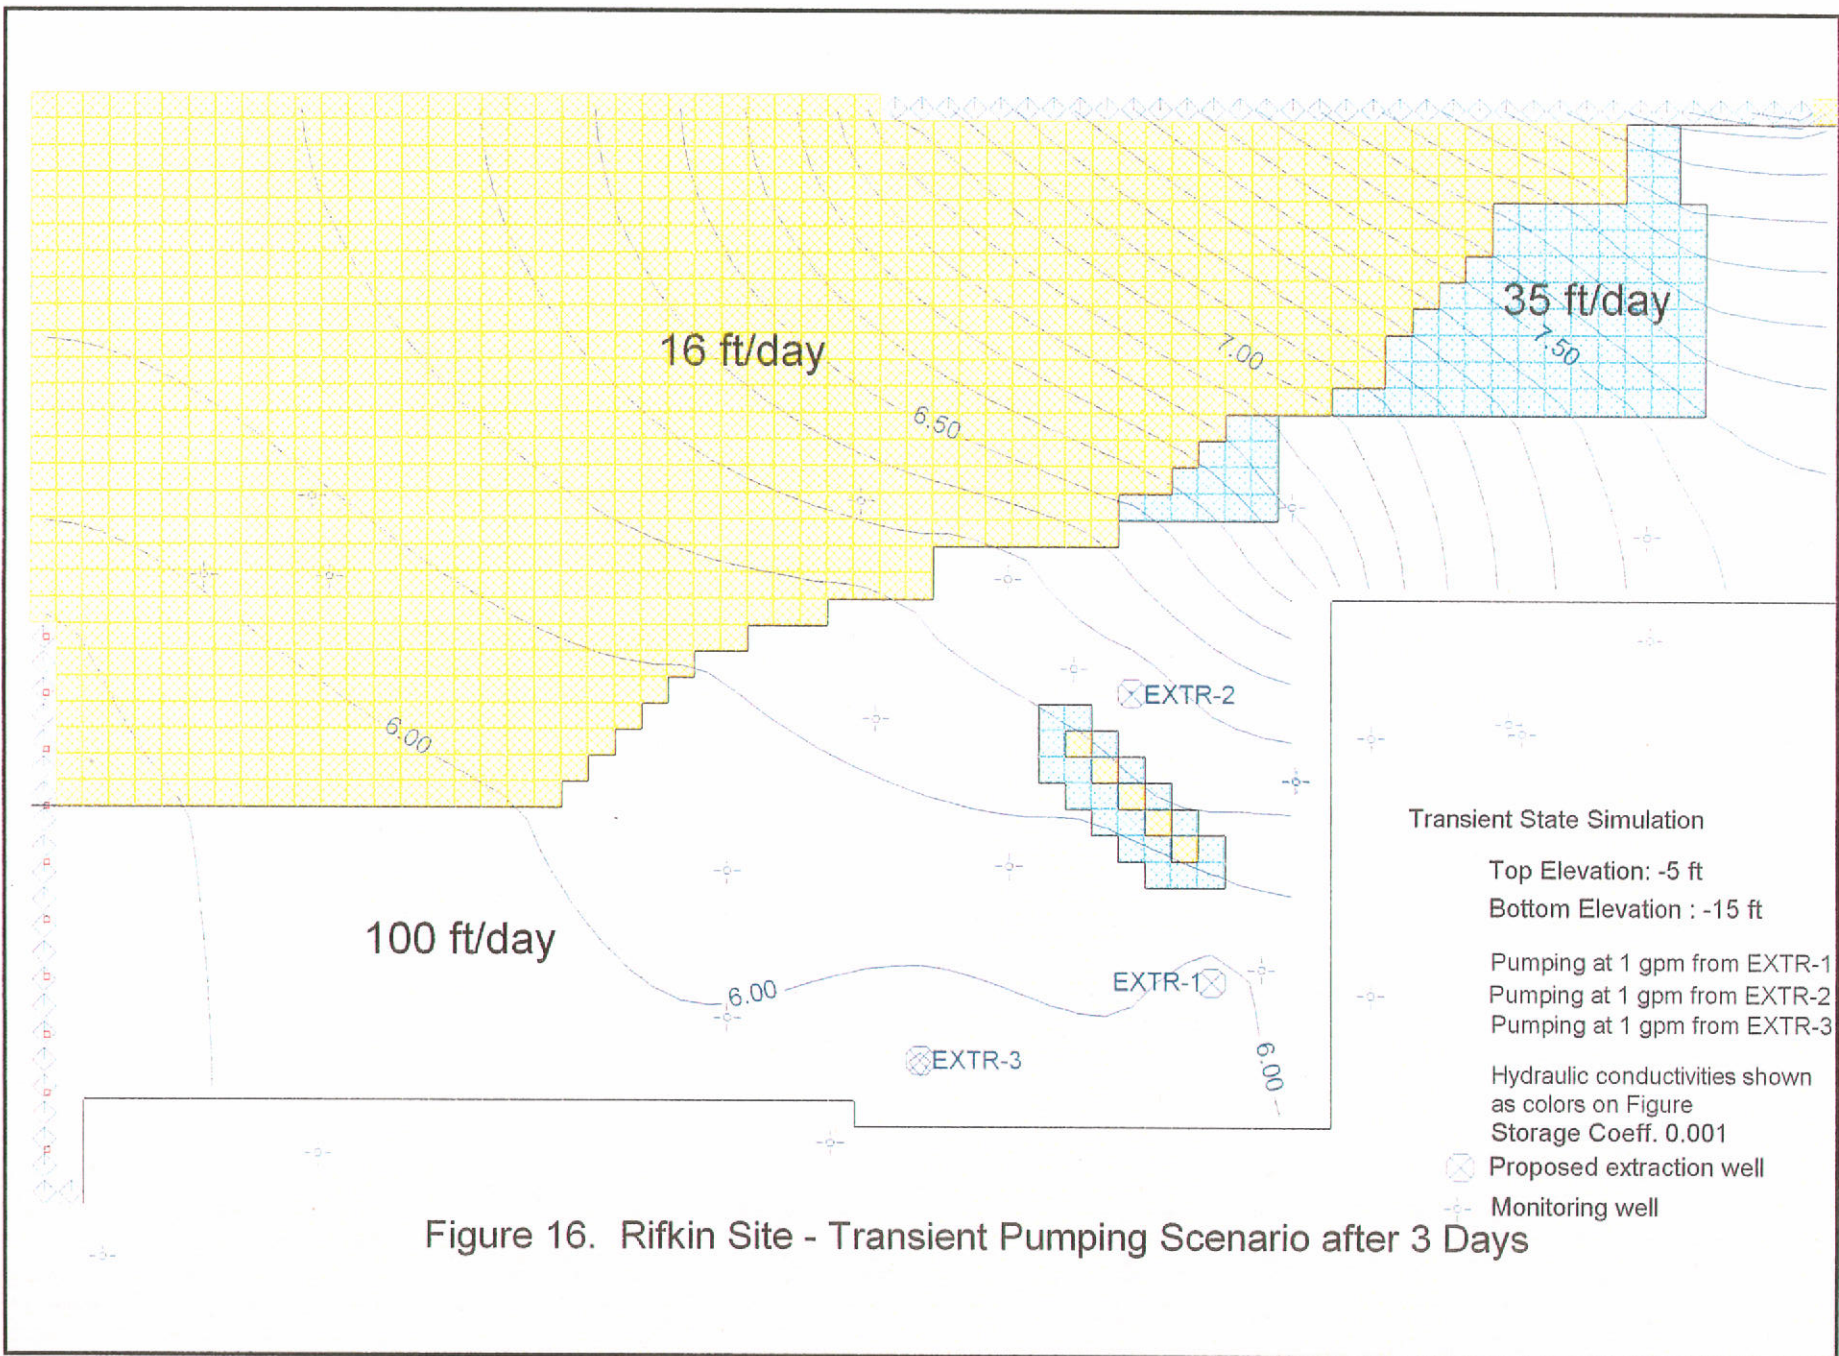 35 ft/day
16 ft/day
7.00
7.50
6.50
EXTR-2
6.00
Transient State Simulation
Top Elevation: -5 ft
Bottom Elevation : -15 ft
100 ft/day
Pumping at 1 gpm from EXTR-1
Pumping at 1 gpm from EXTR-2
Pumping at 1 gpm from EXTR-3
EXTR-1
6.00
EXTR-3
6.00
Hydraulic conductivities shown
as colors on Figure
Storage Coeff. 0.001
Proposed extraction well
Monitoring well
Figure 16. Rifkin Site - Transient Pumping Scenario after 3 Days